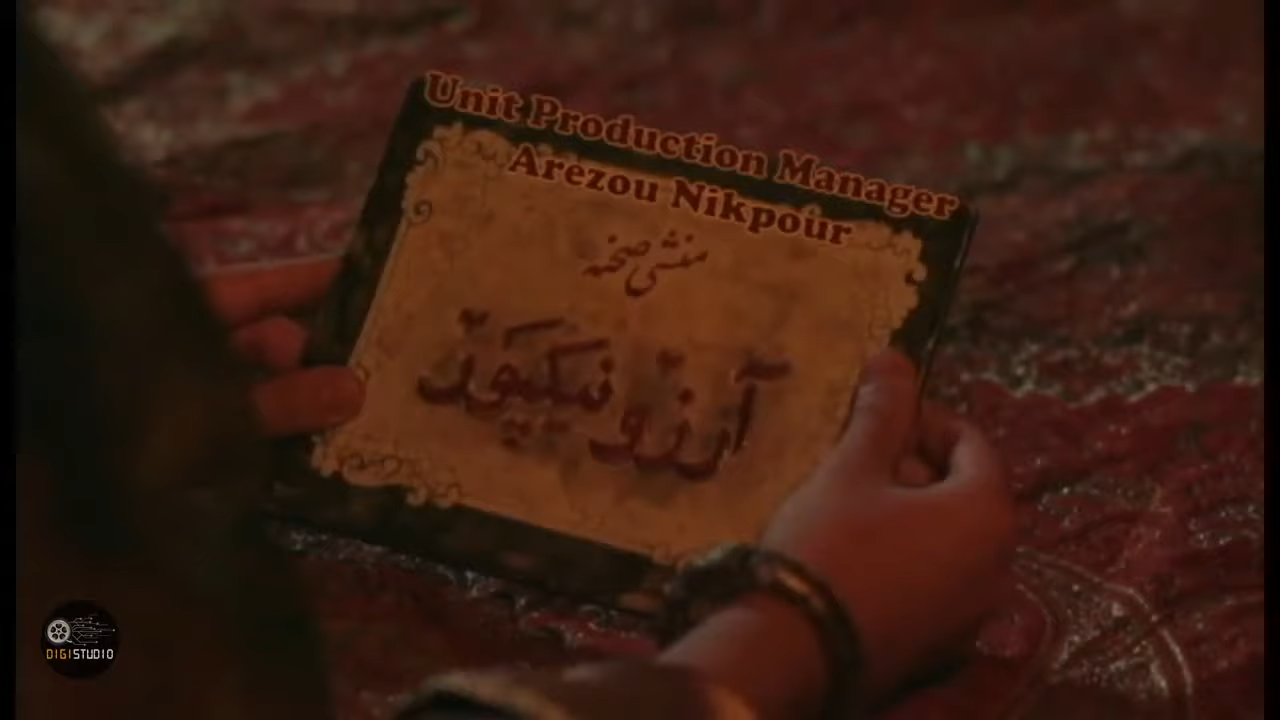 Unit Production Manager
Arezou Nikpour
منشی صحنه
آرزو نیکپور
DIGISTUDIO